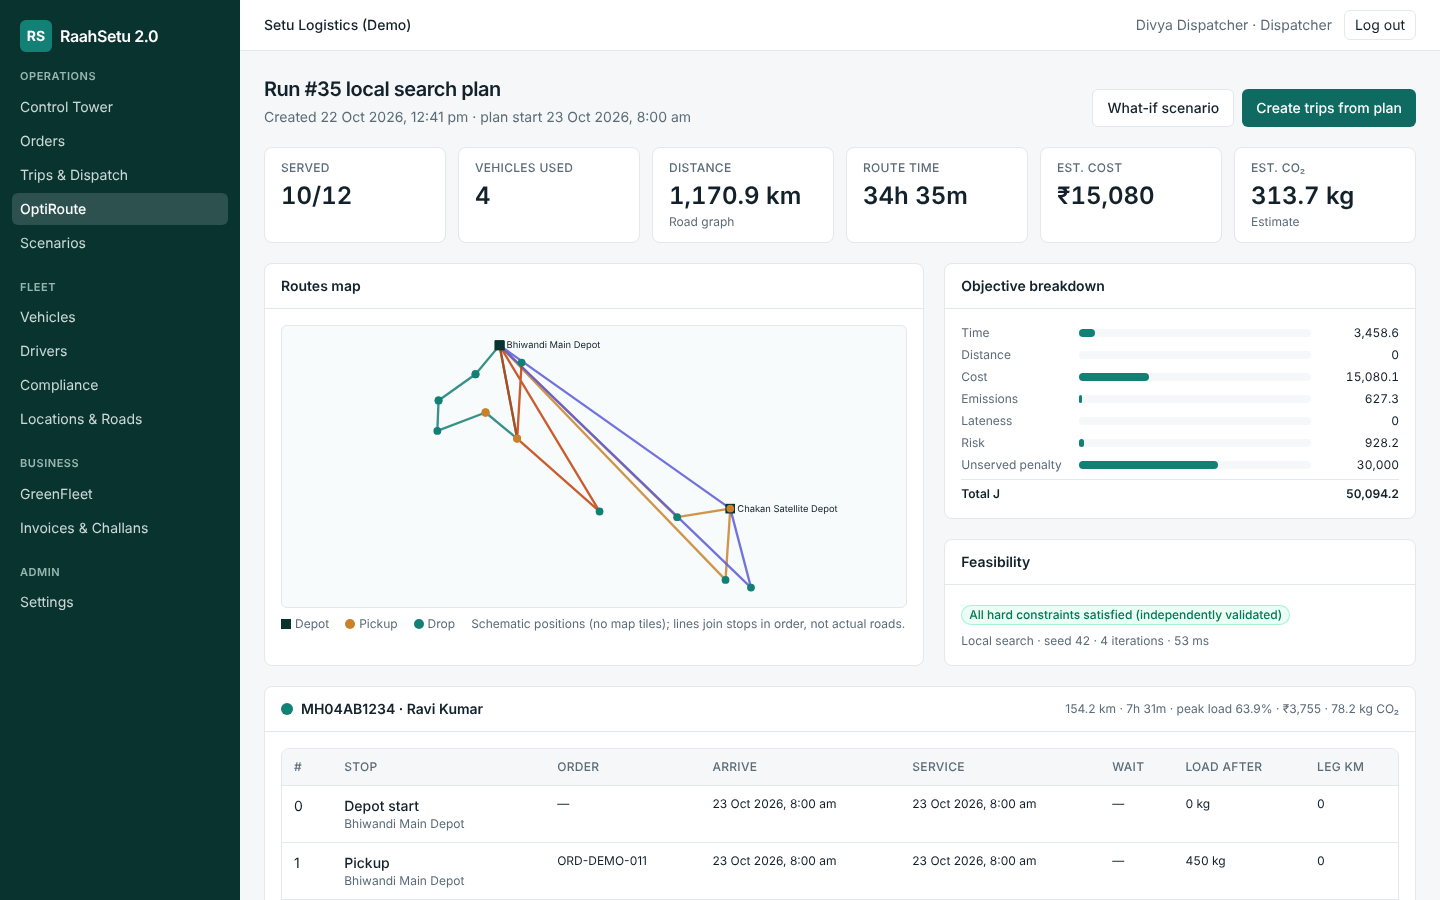 RS RaahSetu 2.0
OPERATIONS
Control Tower
Orders
Trips & Dispatch
OptiRoute
Scenarios
FLEET
Vehicles
Drivers
Compliance
Locations & Roads
BUSINESS
GreenFleet
Invoices & Challans
ADMIN
Settings
Setu Logistics (Demo)
Divya Dispatcher · Dispatcher
Log out
Run #35 local search plan
Created 22 Oct 2026, 12:41 pm · plan start 23 Oct 2026, 8:00 am
What-if scenario
Create trips from plan
SERVED
10/12
VEHICLES USED
4
DISTANCE
1,170.9 km
Road graph
ROUTE TIME
34h 35m
EST. COST
₹15,080
EST. CO₂
313.7 kg
Estimate
Routes map
Bhiwandi Main Depot
Chakan Satellite Depot
Depot Pickup Drop Schematic positions (no map tiles); lines join stops in order, not actual roads.
Objective breakdown
Time 3,458.6
Distance 0
Cost 15,080.1
Emissions 627.3
Lateness 0
Risk 928.2
Unserved penalty 30,000
Total J 50,094.2
Feasibility
All hard constraints satisfied (independently validated)
Local search · seed 42 · 4 iterations · 53 ms
MH04AB1234 · Ravi Kumar
154.2 km · 7h 31m · peak load 63.9% · ₹3,755 · 78.2 kg CO₂
# STOP ORDER ARRIVE SERVICE WAIT LOAD AFTER LEG KM
0 Depot start — 23 Oct 2026, 8:00 am 23 Oct 2026, 8:00 am — 0 kg 0
Bhiwandi Main Depot
1 Pickup ORD-DEMO-011 23 Oct 2026, 8:00 am 23 Oct 2026, 8:00 am — 450 kg 0
Bhiwandi Main Depot